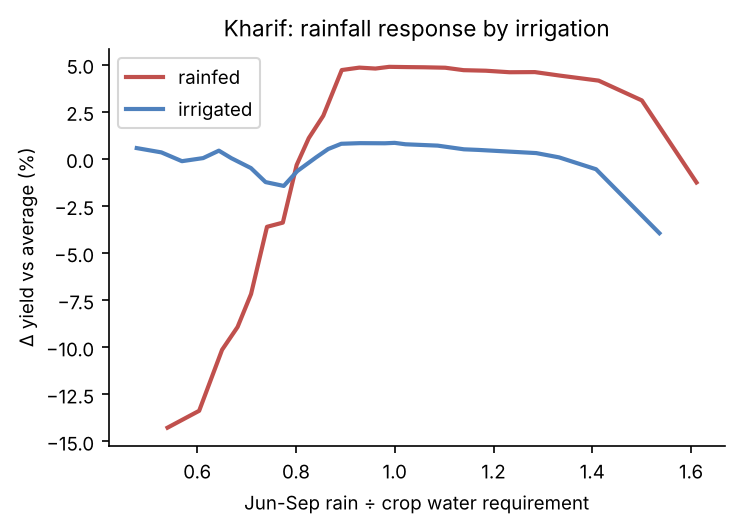 Kharif: rainfall response by irrigation
rainfed
irrigated
Δ yield vs average (%)
5.0
2.5
0.0
−2.5
−5.0
−7.5
−10.0
−12.5
−15.0
0.6 0.8 1.0 1.2 1.4 1.6
Jun-Sep rain ÷ crop water requirement